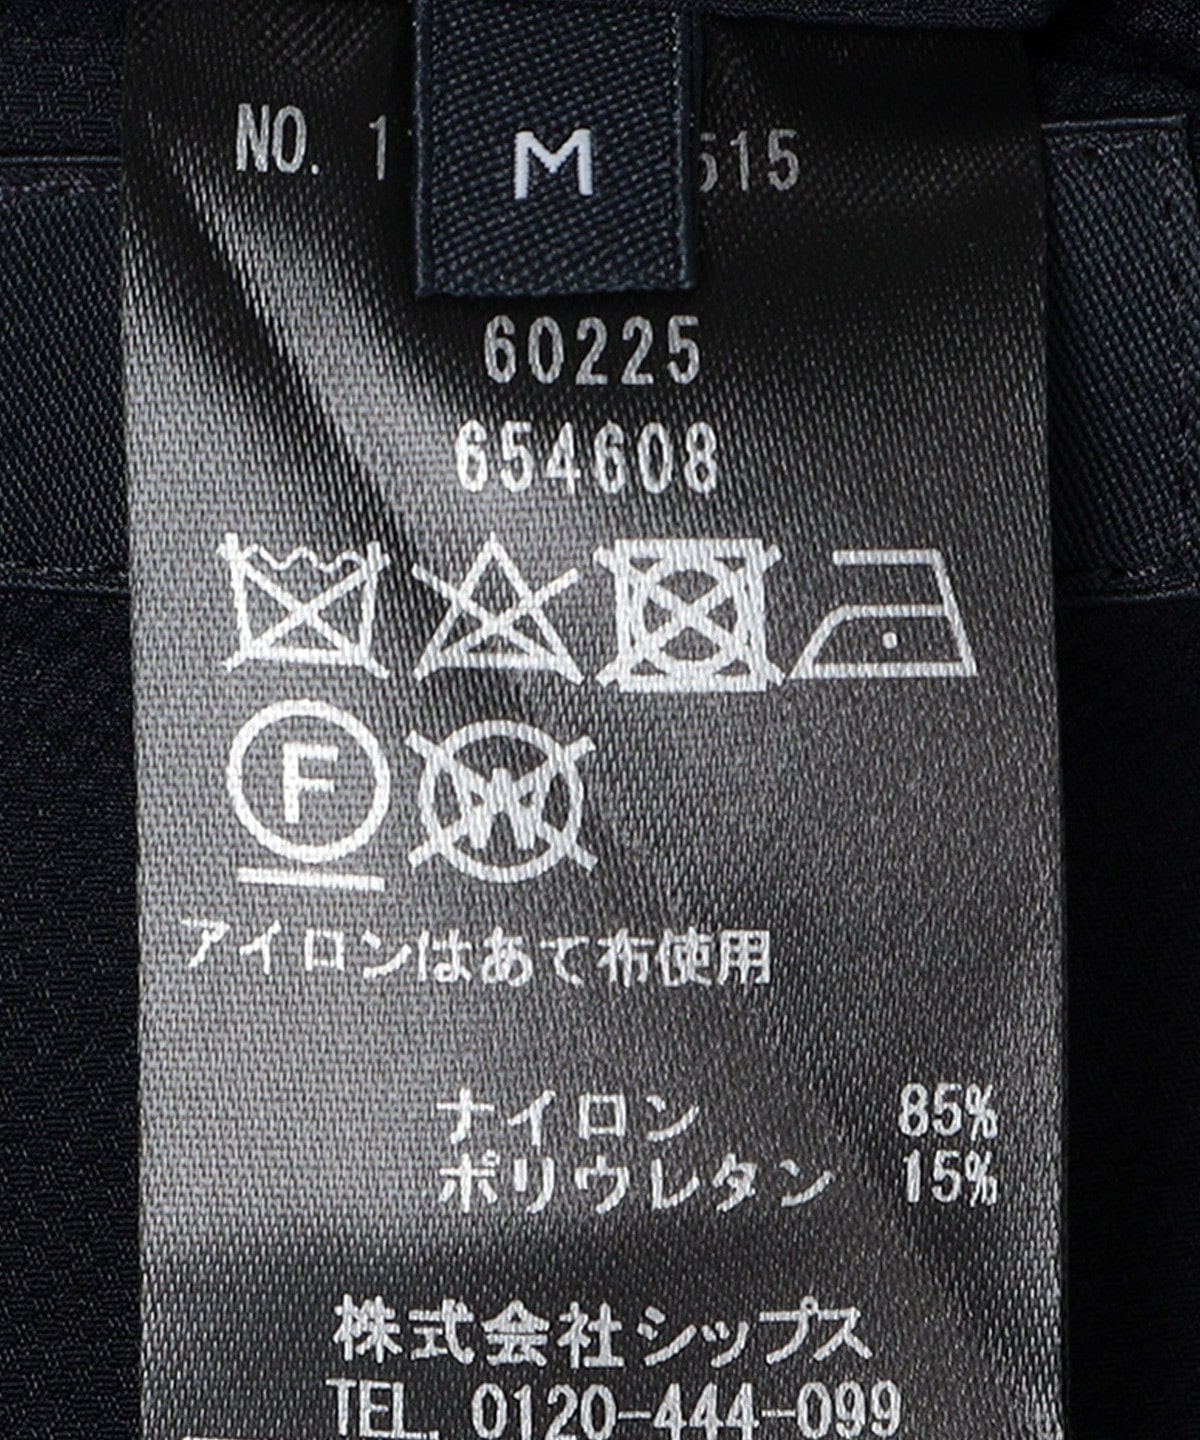 M
NO. 1 515
60225
654608
F
W
アイロンはあて布使用
ナイロン 85%
ポリウレタン 15%
株式会社シップス
TEL. 0120-444-099